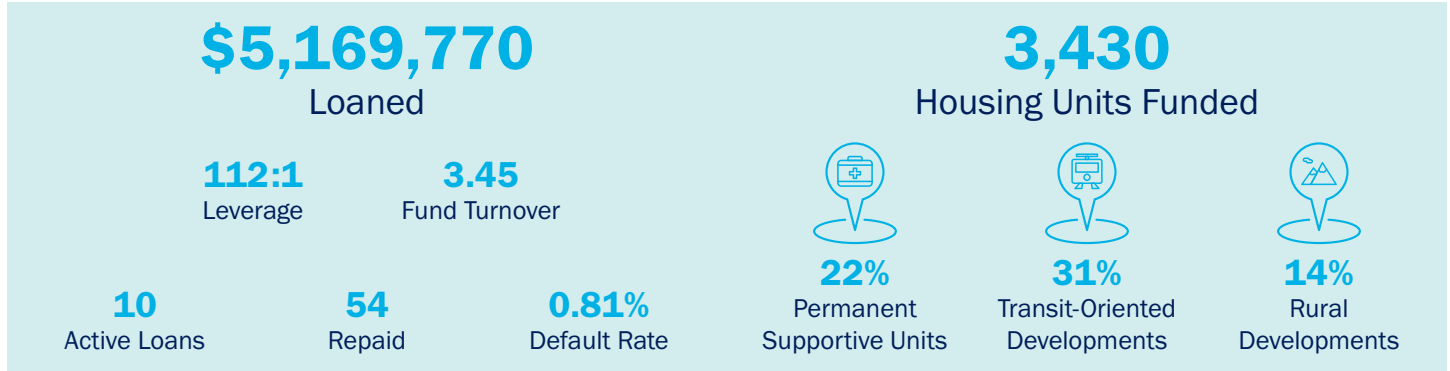 $5,169,770
Loaned
112:1
Leverage
3.45
Fund Turnover
10
Active Loans
54
Repaid
0.81%
Default Rate
3,430
Housing Units Funded
22%
Permanent
Supportive Units
31%
Transit-Oriented
Developments
14%
Rural
Developments